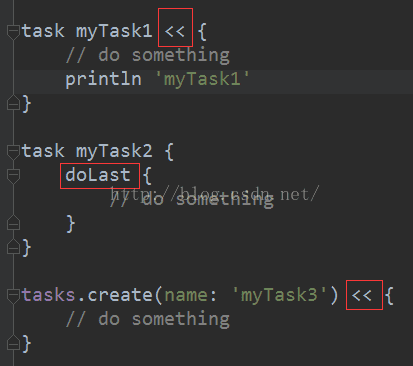 task myTask1 << {
    // do something
    println 'myTask1'
}
task myTask2 {
    doLast {
        // do something
    }
}
tasks.create(name: 'myTask3') << {
    // do something
}
http://blog.csdn.net/